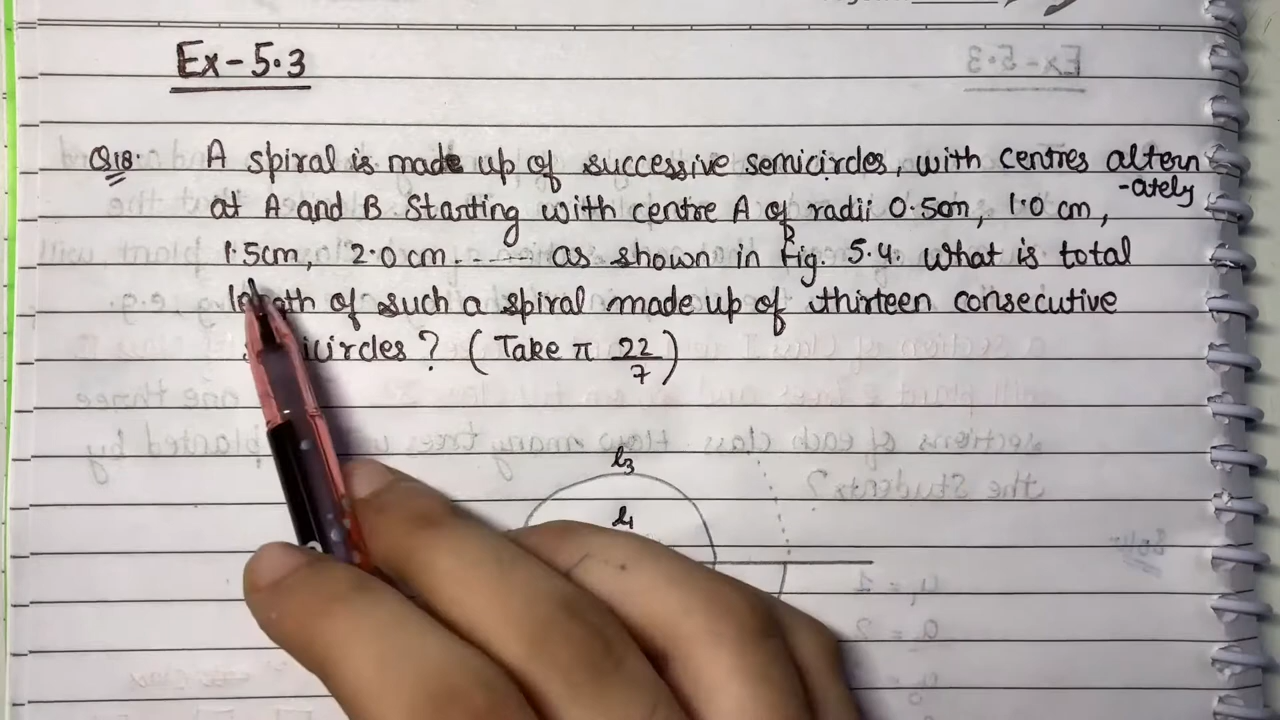 Ex-5.3
Q18. A spiral is made up of successive semicircles, with centres altern
-ately
at A and B Starting with centre A of radii 0.5cm, 1.0 cm,
1.5cm, 2.0 cm ------ as shown in Fig. 5.4. What is total
length of such a spiral made up of thirteen consecutive
icircles ? (Take π 22/7)
l3
l1